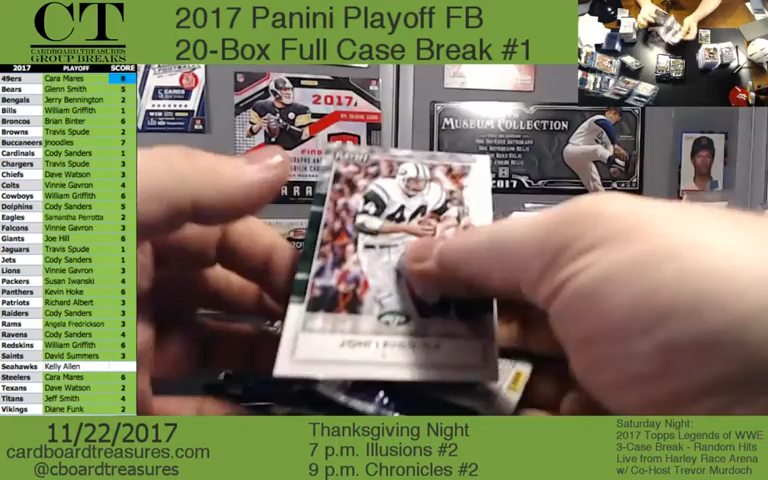 CT
CARDBOARD TREASURES
GROUP BREAKS
2017 Panini Playoff FB
20-Box Full Case Break #1
2017 PLAYOFF SCORE
49ers Cara Mares 8
Bears Glenn Smith 5
Bengals Jerry Bennington 2
Bills William Griffith 1
Broncos Brian Binter 6
Browns Travis Spude 2
Buccaneers Jnoodles 7
Cardinals Cody Sanders 1
Chargers Travis Spude 3
Chiefs Dave Watson 3
Colts Vinnie Gavron 4
Cowboys William Griffith 6
Dolphins Cody Sanders 5
Eagles Samantha Perrotta 2
Falcons Vinnie Gavron 3
Giants Joe Hill 6
Jaguars Travis Spude 1
Jets Cody Sanders 1
Lions Vinnie Gavron 3
Packers Susan Iwanski 4
Panthers Kevin Hoke 6
Patriots Richard Albert 3
Raiders Cody Sanders 3
Rams Angela Fredrickson 3
Ravens Cody Sanders 4
Redskins William Griffith 6
Saints David Summers 3
Seahawks Kelly Allen
Steelers Cara Mares 6
Texans Dave Watson 2
Titans Jeff Smith 4
Vikings Diane Funk 2
2017
MUSEUM COLLECTION
2017
11/22/2017
cardboardtreasures.com
@cboardtreasures
Thanksgiving Night
7 p.m. Illusions #2
9 p.m. Chronicles #2
Saturday Night:
2017 Topps Legends of WWE
3-Case Break - Random Hits
Live from Harley Race Arena
w/ Co-Host Trevor Murdoch